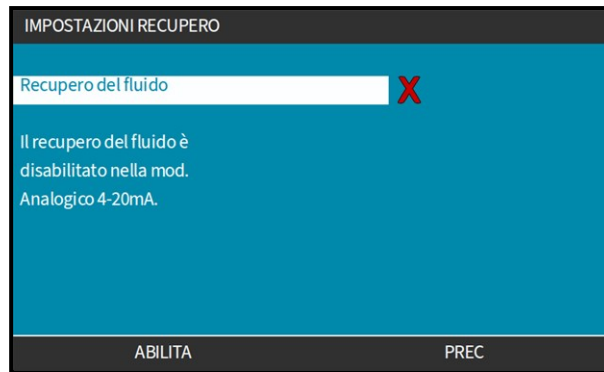 IMPOSTAZIONI RECUPERO
Recupero del fluido
Il recupero del fluido è
disabilitato nella mod.
Analogico 4-20mA.
ABILITA PREC